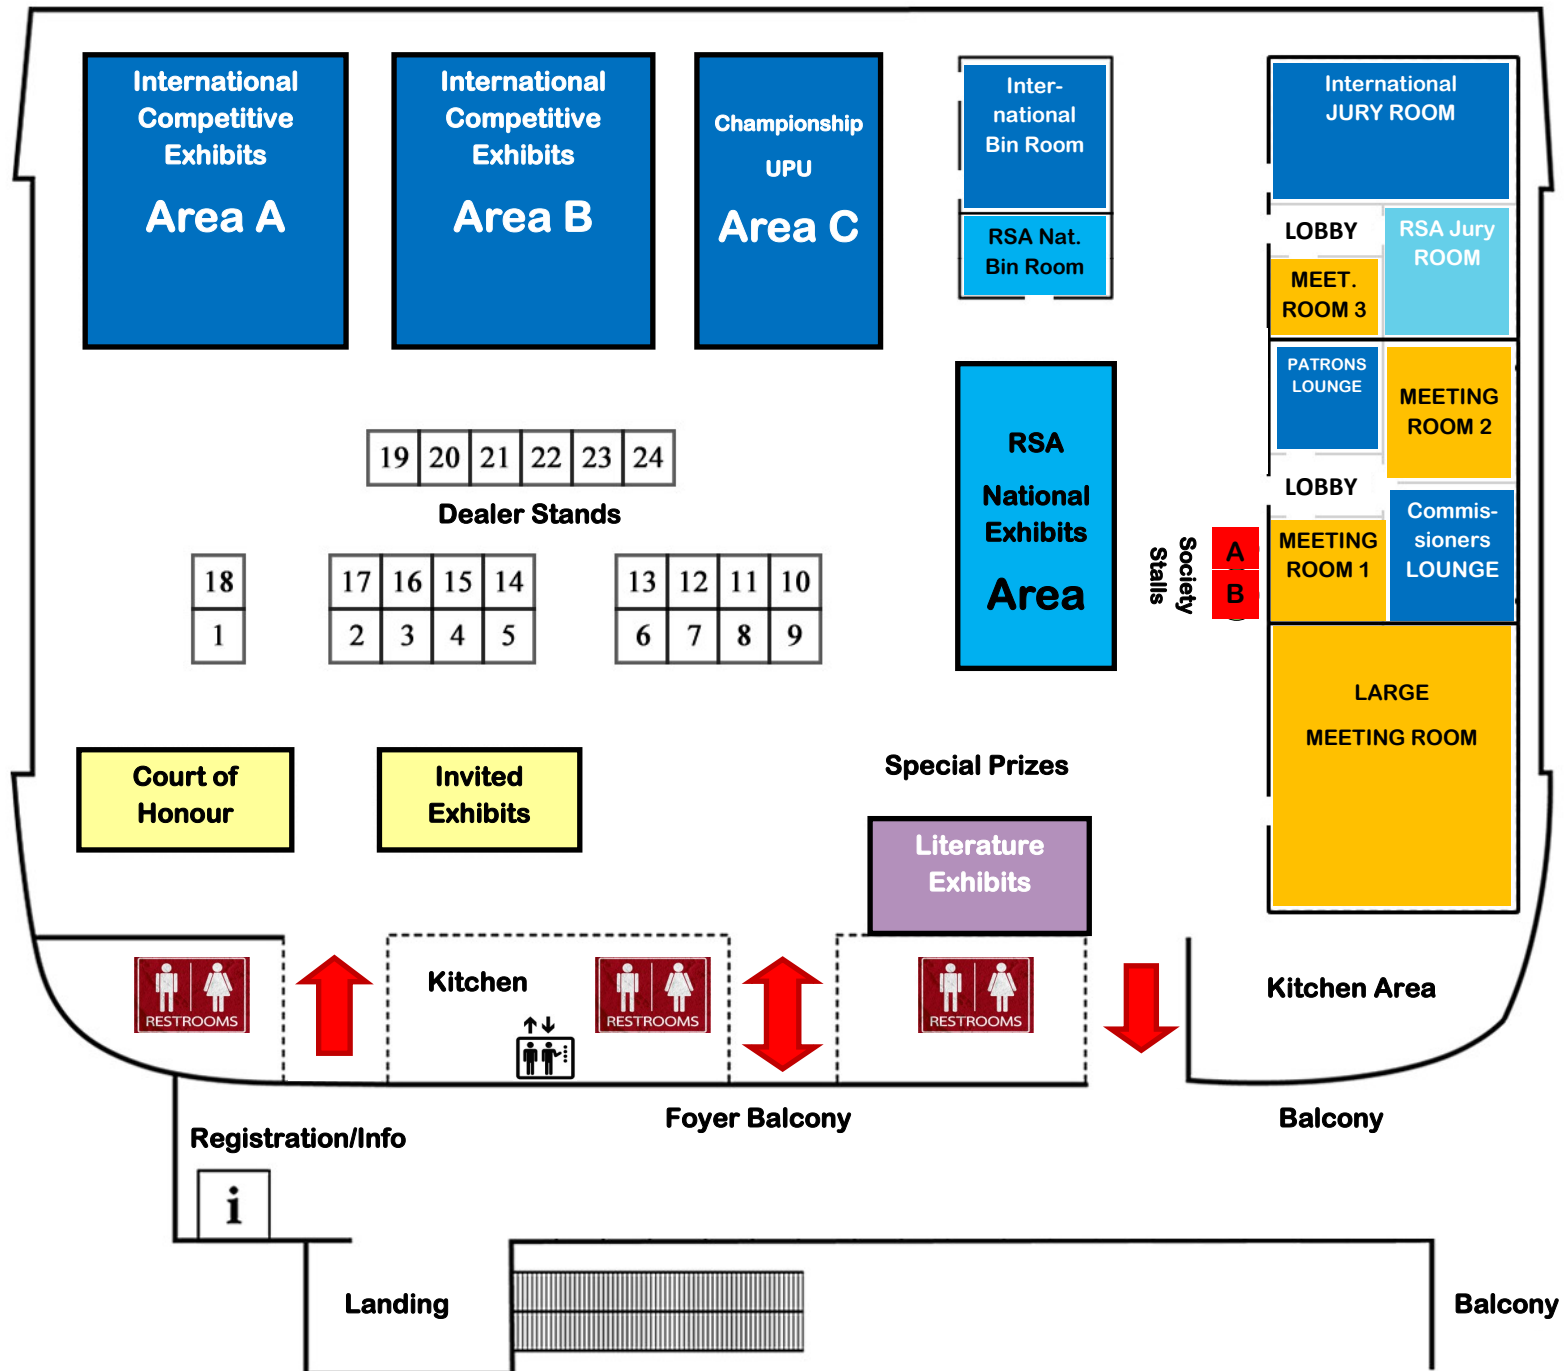 International
Competitive
Exhibits
Area A
International
Competitive
Exhibits
Area B
Championship
UPU
Area C
Inter-
national
Bin Room
RSA Nat.
Bin Room
International
JURY ROOM
LOBBY
RSA Jury
ROOM
MEET.
ROOM 3
PATRONS
LOUNGE
MEETING
ROOM 2
LOBBY
Commis-
sioners
LOUNGE
MEETING
ROOM 1
19 20 21 22 23 24
Dealer Stands
18
1
17 16 15 14
2 3 4 5
13 12 11 10
6 7 8 9
RSA
National
Exhibits
Area
Society
Stalls
A
B
LARGE
MEETING ROOM
Court of
Honour
Invited
Exhibits
Special Prizes
Literature
Exhibits
RESTROOMS
Kitchen
RESTROOMS
RESTROOMS
Kitchen Area
Foyer Balcony
Balcony
Registration/Info
i
Landing
Balcony